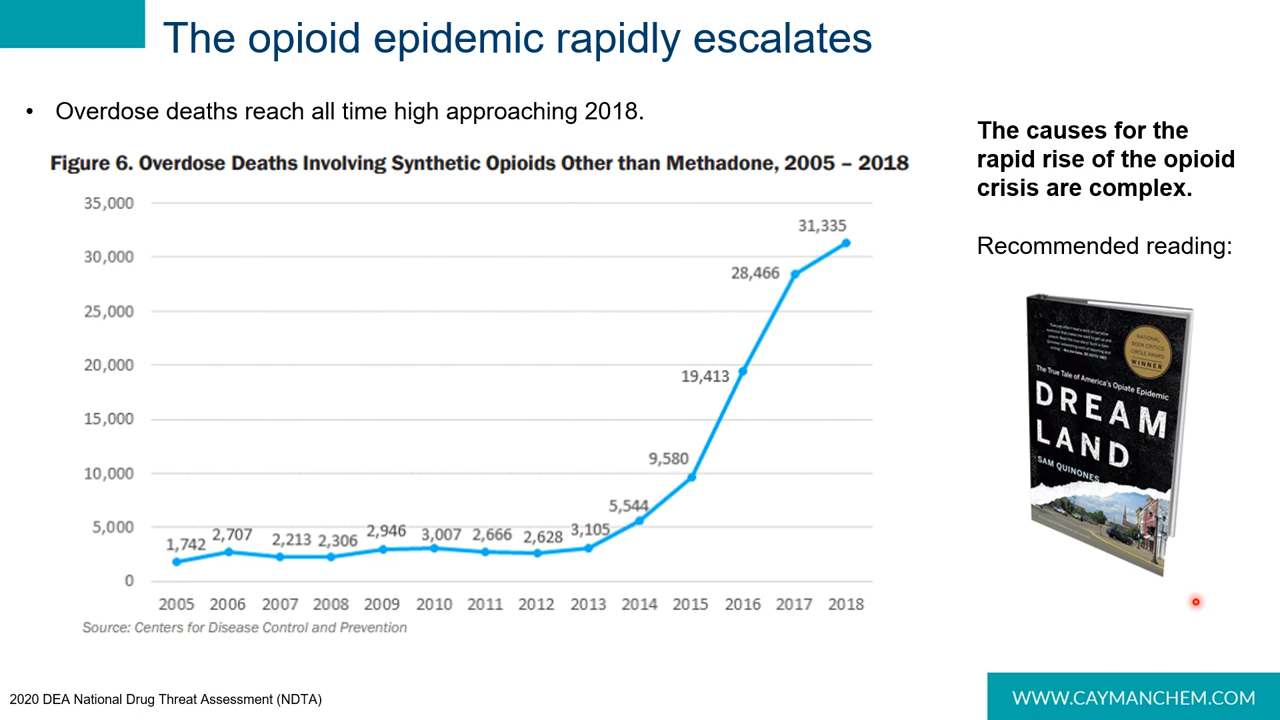 The opioid epidemic rapidly escalates
• Overdose deaths reach all time high approaching 2018.
Figure 6. Overdose Deaths Involving Synthetic Opioids Other than Methadone, 2005 – 2018
35,000
30,000
25,000
20,000
15,000
10,000
5,000
0
1,742
2,707
2,213
2,306
2,946
3,007
2,666
2,628
3,105
5,544
9,580
19,413
28,466
31,335
2005 2006 2007 2008 2009 2010 2011 2012 2013 2014 2015 2016 2017 2018
Source: Centers for Disease Control and Prevention
The causes for the
rapid rise of the opioid
crisis are complex.
Recommended reading:
NATIONAL
BOOK CRITICS
CIRCLE AWARD
WINNER
The True Tale of America's Opiate Epidemic
DREAM
LAND
SAM QUINONES
2020 DEA National Drug Threat Assessment (NDTA)
WWW.CAYMANCHEM.COM